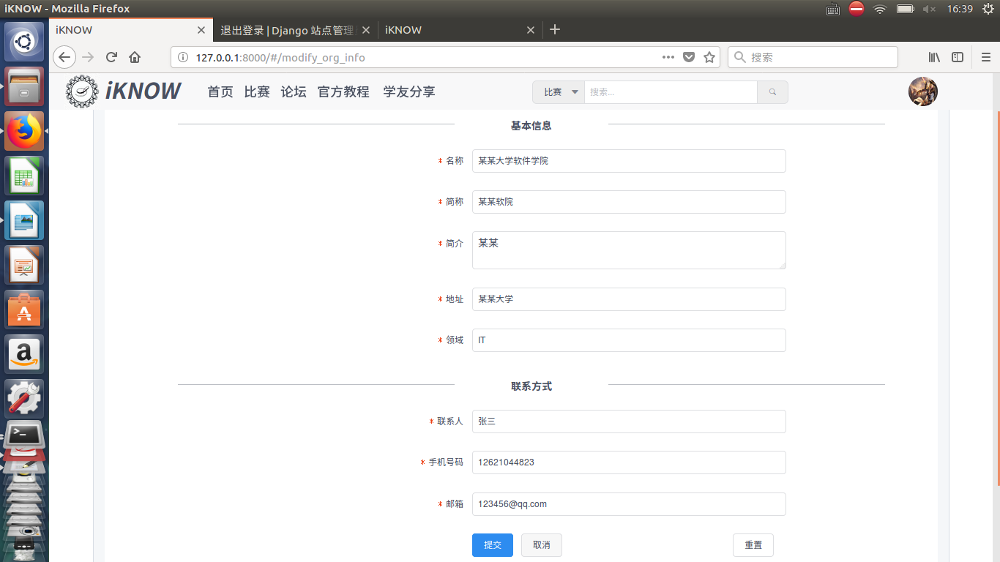 iKNOW - Mozilla Firefox
16:39
iKNOW
退出登录 | Django 站点管理
iKNOW
127.0.0.1:8000/#/modify_org_info
搜索
iKNOW
首页 比赛 论坛 官方教程 学友分享
比赛
搜索...
基本信息
* 名称 某某大学软件学院
* 简称 某某软院
* 简介 某某
* 地址 某某大学
* 领域 IT
联系方式
* 联系人 张三
* 手机号码 12621044823
* 邮箱 123456@qq.com
提交 取消 重置